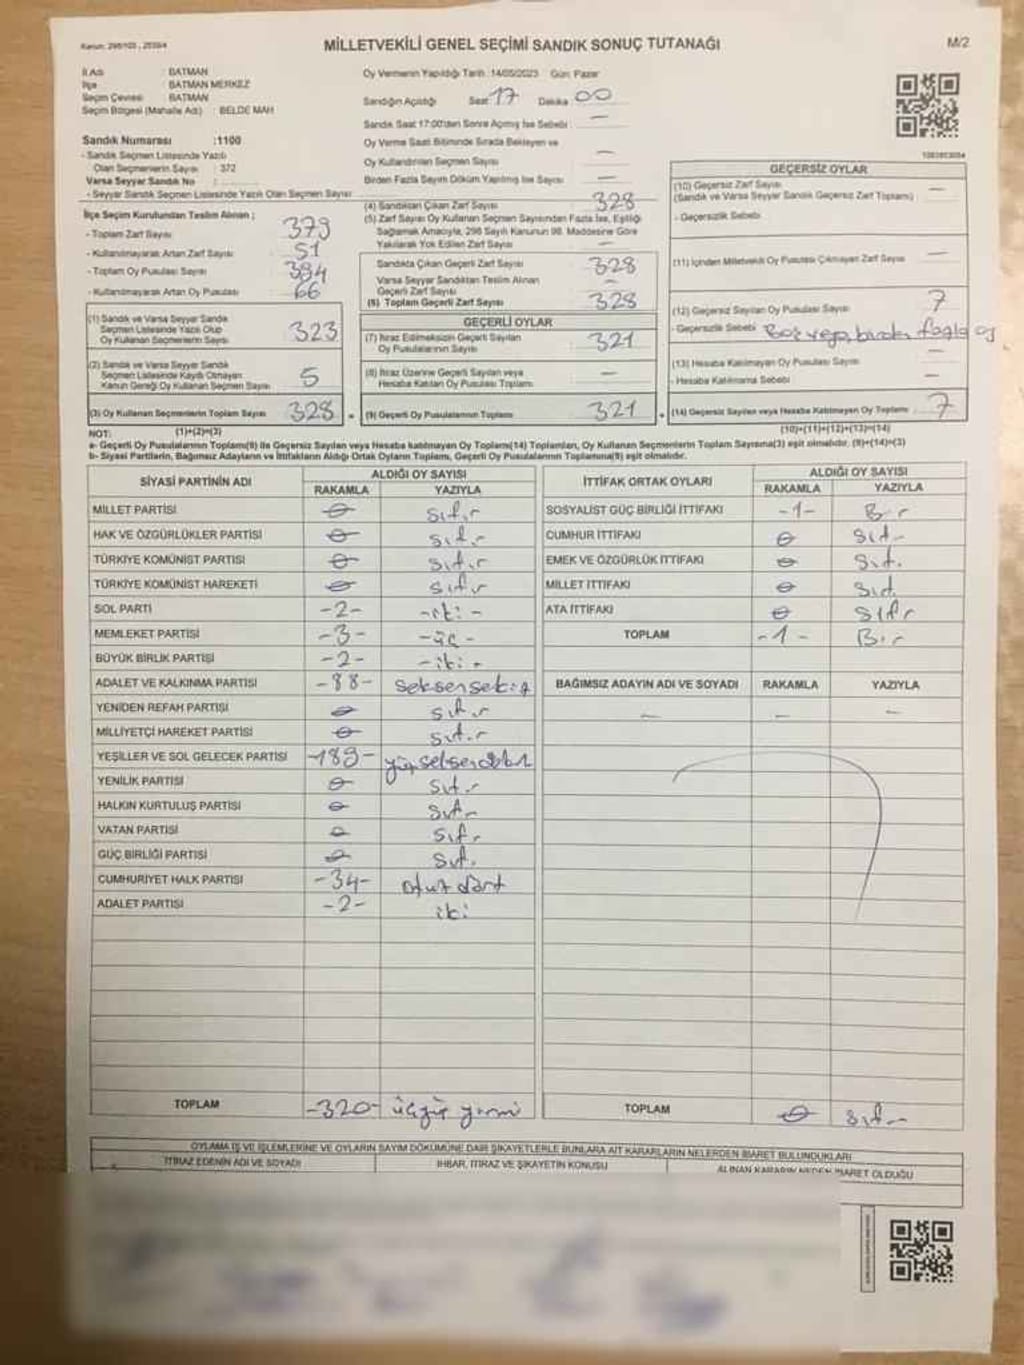 Kanun: 298/103 , 2839/4
MİLLETVEKİLİ GENEL SEÇİMİ SANDIK SONUÇ TUTANAĞI
M/2
İl Adı : BATMAN
İlçe : BATMAN MERKEZ
Seçim Çevresi : BATMAN
Seçim Bölgesi (Mahalle Adı) : BELDE MAH
Sandık Numarası :1100
- Sandık Seçmen Listesinde Yazılı
Olan Seçmenlerin Sayısı : 372
Varsa Seyyar Sandık No :
- Seyyar Sandık Seçmen Listesinde Yazılı Olan Seçmen Sayısı
Oy Vermenin Yapıldığı Tarih :14/05/2023 Gün: Pazar
Sandığın Açıldığı Saat 17 Dakika 00
Sandık Saat 17:00'den Sonra Açılmış İse Sebebi : —
Oy Verme Saati Bitiminde Sırada Bekleyen ve
Oy Kullandırılan Seçmen Sayısı —
Birden Fazla Sayım Döküm Yapılmış İse Sayısı —
İlçe Seçim Kurulundan Teslim Alınan ;
- Toplam Zarf Sayısı 379
- Kullanılmayarak Artan Zarf Sayısı 51
- Toplam Oy Pusulası Sayısı 394
- Kullanılmayarak Artan Oy Pusulası 66
(1) Sandık ve Varsa Seyyar Sandık
Seçmen Listesinde Yazılı Olup
Oy Kullanan Seçmenlerin Sayısı 323
(2) Sandık ve Varsa Seyyar Sandık
Seçmen Listesinde Kaydı Olmayan
Kanun Gereği Oy Kullanan Seçmen Sayısı 5
(3) Oy Kullanan Seçmenlerin Toplam Sayısı 328 =
(1)+(2)=(3)
(4) Sandıktan Çıkan Zarf Sayısı 328
(5) Zarf Sayısı Oy Kullanan Seçmen Sayısından Fazla İse, Eşitliği
Sağlamak Amacıyla, 298 Sayılı Kanunun 98. Maddesine Göre
Yakılarak Yok Edilen Zarf Sayısı —
Sandıkta Çıkan Geçerli Zarf Sayısı 328
Varsa Seyyar Sandıktan Teslim Alınan
Geçerli Zarf Sayısı —
(6) Toplam Geçerli Zarf Sayısı 328
GEÇERLİ OYLAR
(7) İtiraz Edilmeksizin Geçerli Sayılan
Oy Pusulalarının Sayısı 321
(8) İtiraz Üzerine Geçerli Sayılan veya
Hesaba Katılan Oy Pusulası Toplamı —
(9) Geçerli Oy Pusulalarının Toplamı 321 +
GEÇERSİZ OYLAR
(10) Geçersiz Zarf Sayısı
(Sandık ve Varsa Seyyar Sandık Geçersiz Zarf Toplamı) —
- Geçersizlik Sebebi
(11) İçinden Milletvekili Oy Pusulası Çıkmayan Zarf Sayısı —
(12) Geçersiz Sayılan Oy Pusulası Sayısı 7
- Geçersizlik Sebebi Boş veya birden fazla oy
(13) Hesaba Katılmayan Oy Pusulası Sayısı —
- Hesaba Katılmama Sebebi —
(14) Geçersiz Sayılan veya Hesaba Katılmayan Oy Toplamı 7
(10)+(11)+(12)+(13)=(14)
NOT:
a- Geçerli Oy Pusulalarının Toplamı(9) ile Geçersiz Sayılan veya Hesaba katılmayan Oy Toplamı(14) Toplamları, Oy Kullanan Seçmenlerin Toplam Sayısına(3) eşit olmalıdır. (9)+(14)=(3)
b- Siyasi Partilerin, Bağımsız Adayların ve İttifakların Aldığı Ortak Oyların Toplamı, Geçerli Oy Pusulalarının Toplamına(9) eşit olmalıdır.
SİYASİ PARTİNİN ADI ALDIĞI OY SAYISI
RAKAMLA YAZIYLA
MİLLET PARTİSİ 0 Sıfır
HAK VE ÖZGÜRLÜKLER PARTİSİ 0 Sıfır
TÜRKİYE KOMÜNİST PARTİSİ 0 Sıfır
TÜRKİYE KOMÜNİST HAREKETİ 0 Sıfır
SOL PARTİ -2- -iki-
MEMLEKET PARTİSİ -3- -üç-
BÜYÜK BİRLİK PARTİSİ -2- -iki-
ADALET VE KALKINMA PARTİSİ -88- seksensekiz
YENİDEN REFAH PARTİSİ 0 Sıfır
MİLLİYETÇİ HAREKET PARTİSİ 0 Sıfır
YEŞİLLER VE SOL GELECEK PARTİSİ -189-
YENİLİK PARTİSİ 0 Sıfır
HALKIN KURTULUŞ PARTİSİ 0 Sıfır
VATAN PARTİSİ 0 Sıfır
GÜÇ BİRLİĞİ PARTİSİ 0 Sıfır
CUMHURİYET HALK PARTİSİ -34- otuz dört
ADALET PARTİSİ -2- iki
TOPLAM -320- üçyüz yirmi
İTTİFAK ORTAK OYLARI ALDIĞI OY SAYISI
RAKAMLA YAZIYLA
SOSYALİST GÜÇ BİRLİĞİ İTTİFAKI -1- Bir
CUMHUR İTTİFAKI 0 Sıfır
EMEK VE ÖZGÜRLÜK İTTİFAKI 0 Sıfır
MİLLET İTTİFAKI 0 Sıfır
ATA İTTİFAKI 0 Sıfır
TOPLAM -1- Bir
BAĞIMSIZ ADAYIN ADI VE SOYADI RAKAMLA YAZIYLA
— — —
TOPLAM 0 Sıfır
OYLAMA İŞ VE İŞLEMLERİNE VE OYLARIN SAYIM DÖKÜMÜNE DAİR ŞİKAYETLERLE BUNLARA AİT KARARLARIN NELERDEN İBARET BULUNDUKLARI
İTİRAZ EDENİN ADI VE SOYADI İHBAR, İTİRAZ VE ŞİKAYETİN KONUSU ALINAN KARARIN NEDEN İBARET OLDUĞU